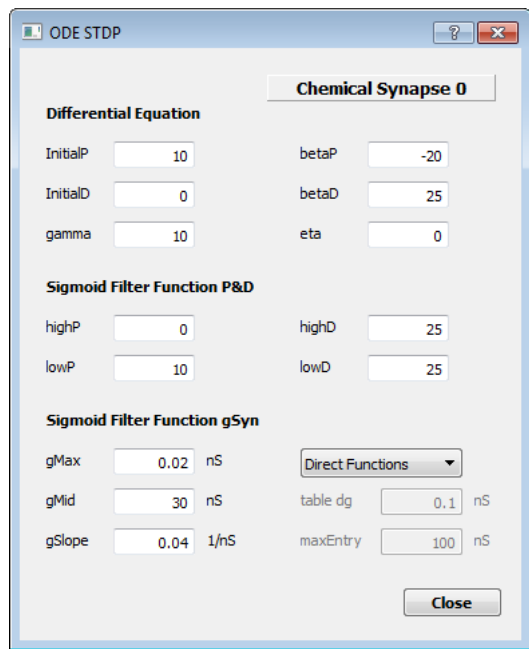 ODE STDP
Chemical Synapse 0
Differential Equation
InitialP 10 betaP -20
InitialD 0 betaD 25
gamma 10 eta 0
Sigmoid Filter Function P&D
highP 0 highD 25
lowP 10 lowD 25
Sigmoid Filter Function gSyn
gMax 0.02 nS Direct Functions
gMid 30 nS table dg 0.1 nS
gSlope 0.04 1/nS maxEntry 100 nS
Close